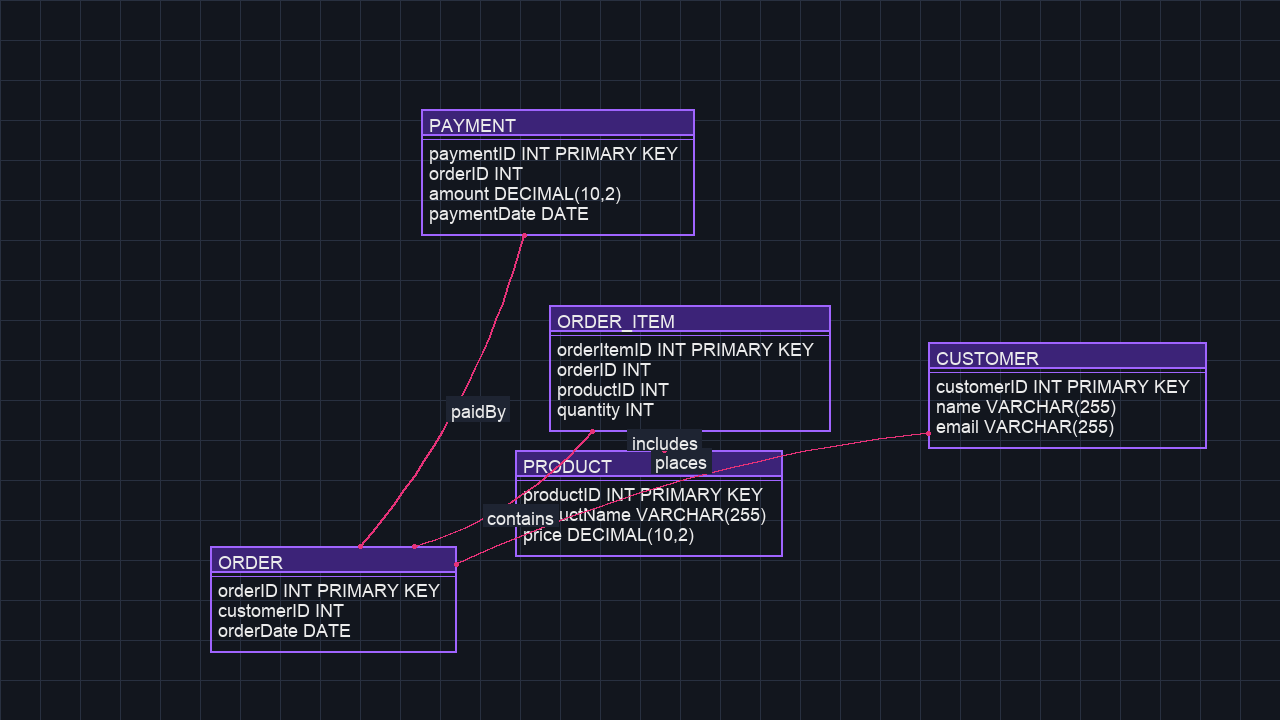 PAYMENT
paymentID INT PRIMARY KEY
orderID INT
amount DECIMAL(10,2)
paymentDate DATE
ORDER_ITEM
orderItemID INT PRIMARY KEY
orderID INT
productID INT
quantity INT
CUSTOMER
customerID INT PRIMARY KEY
name VARCHAR(255)
email VARCHAR(255)
paidBy
includes
places
PRODUCT
productID INT PRIMARY KEY
uctName VARCHAR(255)
price DECIMAL(10,2)
contains
ORDER
orderID INT PRIMARY KEY
customerID INT
orderDate DATE